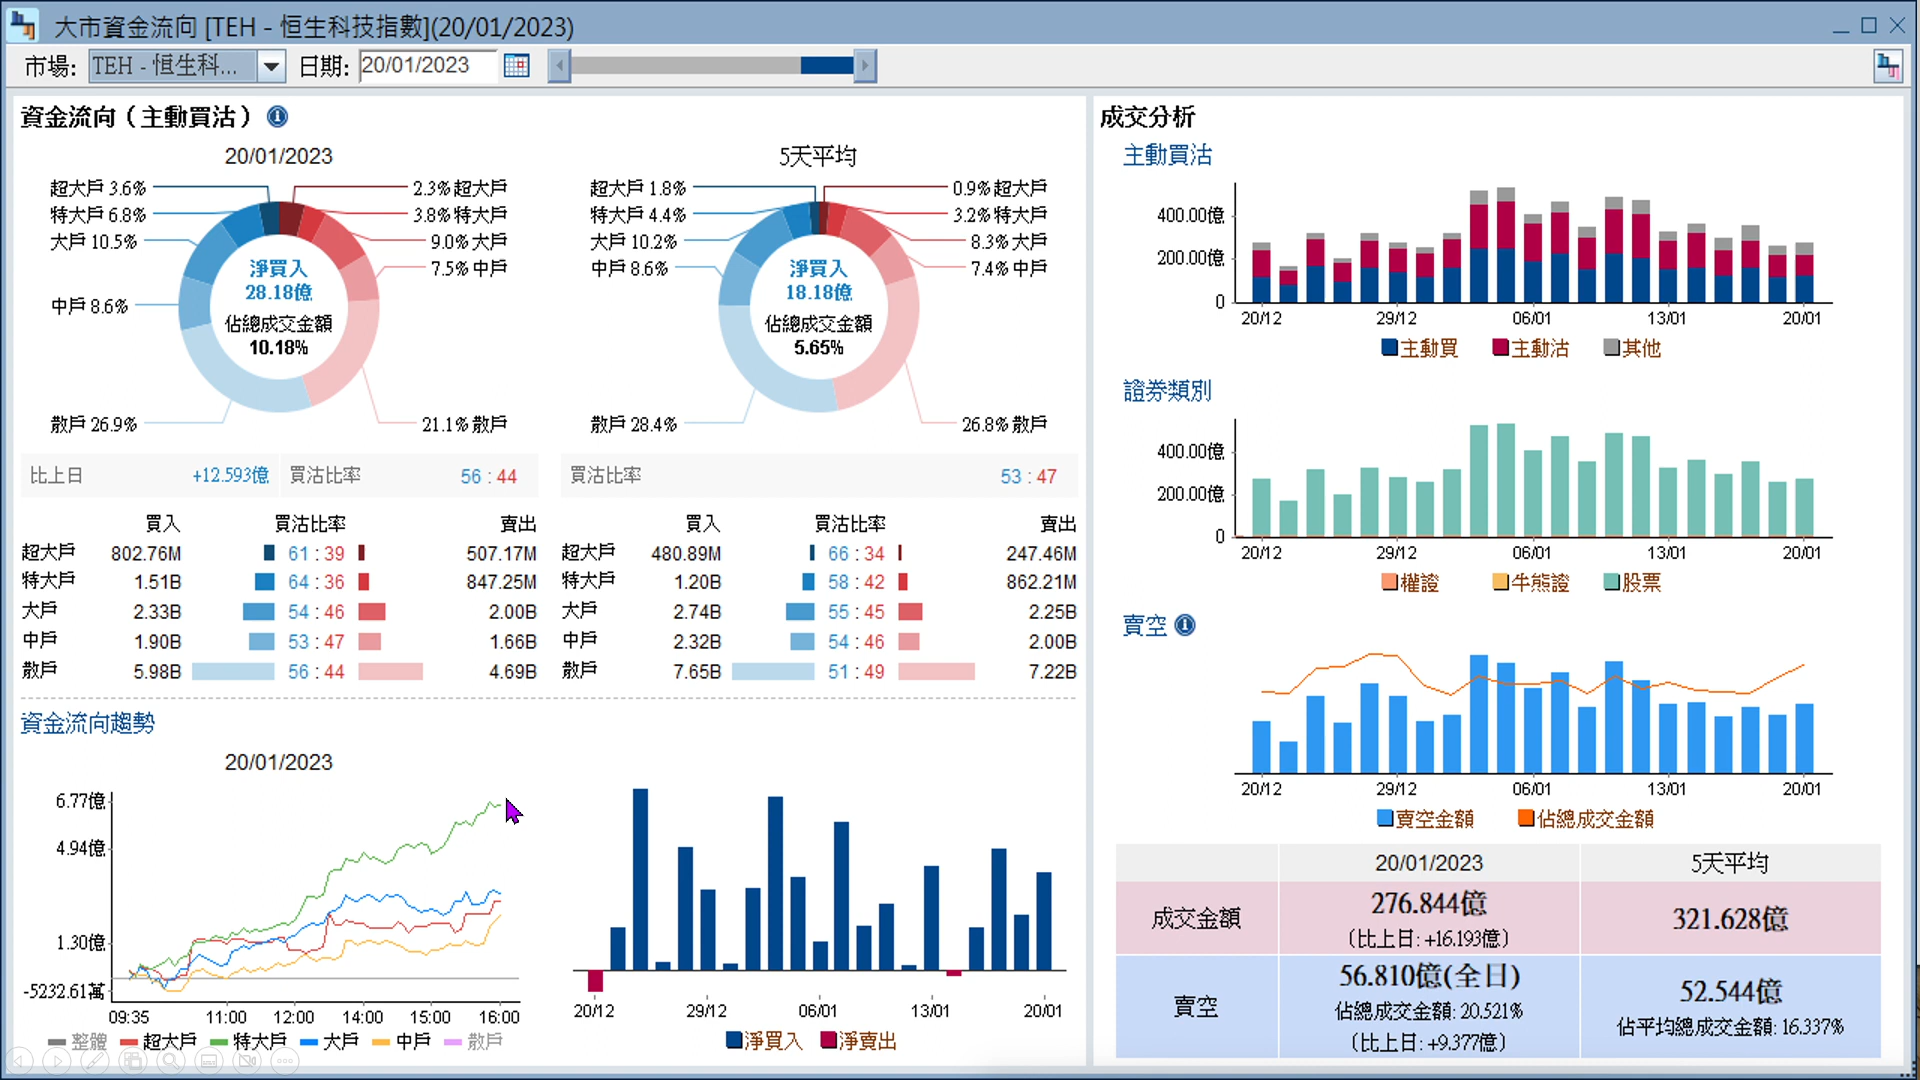 大市資金流向 [TEH - 恒生科技指數](20/01/2023)
市場: TEH - 恒生科... 日期: 20/01/2023
資金流向（主動買沽）
20/01/2023
超大戶 3.6% 2.3% 超大戶
特大戶 6.8% 3.8% 特大戶
大戶 10.5% 9.0% 大戶
7.5% 中戶
中戶 8.6%
淨買入
28.18億
佔總成交金額
10.18%
散戶 26.9% 21.1% 散戶
5天平均
超大戶 1.8% 0.9% 超大戶
特大戶 4.4% 3.2% 特大戶
大戶 10.2% 8.3% 大戶
中戶 8.6% 7.4% 中戶
淨買入
18.18億
佔總成交金額
5.65%
散戶 28.4% 26.8% 散戶
比上日 +12.593億 買沽比率 56 : 44
買沽比率 53 : 47
買入 買沽比率 賣出
超大戶 802.76M 61 : 39 507.17M
特大戶 1.51B 64 : 36 847.25M
大戶 2.33B 54 : 46 2.00B
中戶 1.90B 53 : 47 1.66B
散戶 5.98B 56 : 44 4.69B
買入 買沽比率 賣出
超大戶 480.89M 66 : 34 247.46M
特大戶 1.20B 58 : 42 862.21M
大戶 2.74B 55 : 45 2.25B
中戶 2.32B 54 : 46 2.00B
散戶 7.65B 51 : 49 7.22B
資金流向趨勢
20/01/2023
6.77億
4.94億
1.30億
-5232.61萬
09:35 11:00 12:00 14:00 15:00 16:00
整體 超大戶 特大戶 大戶 中戶 散戶
20/12 29/12 06/01 13/01 20/01
淨買入 淨賣出
成交分析
主動買沽
400.00億
200.00億
0
20/12 29/12 06/01 13/01 20/01
主動買 主動沽 其他
證券類別
400.00億
200.00億
0
20/12 29/12 06/01 13/01 20/01
權證 牛熊證 股票
賣空
20/12 29/12 06/01 13/01 20/01
賣空金額 佔總成交金額
20/01/2023 5天平均
成交金額 276.844億 321.628億
(比上日: +16.193億)
賣空 56.810億(全日) 52.544億
佔總成交金額: 20.521% 佔平均總成交金額: 16.337%
(比上日: +9.377億)